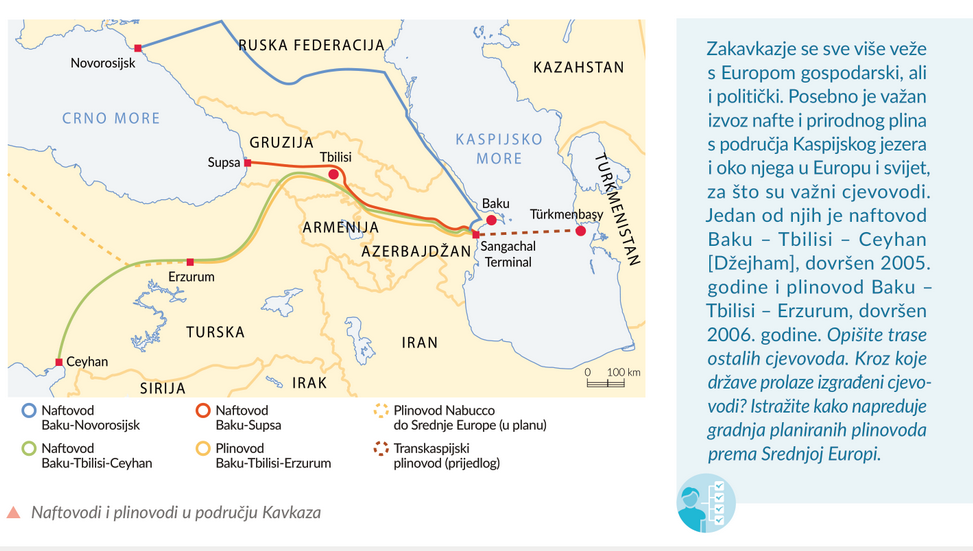 RUSKA FEDERACIJA
Novorosijsk
KAZAHSTAN
CRNO MORE
KASPIJSKO
MORE
GRUZIJA
Tbilisi
Supsa
TURKMENISTAN
Baku
Türkmenbaşy
ARMENIJA
AZERBAJDŽAN
Sangachal
Terminal
Erzurum
TURSKA
IRAN
Ceyhan
SIRIJA
IRAK
0 100 km
Naftovod
Baku-Novorosijsk
Naftovod
Baku-Supsa
Plinovod Nabucco
do Srednje Europe (u planu)
Naftovod
Baku-Tbilisi-Ceyhan
Plinovod
Baku-Tbilisi-Erzurum
Transkaspijski
plinovod (prijedlog)
Naftovodi i plinovodi u području Kavkaza
Zakavkazje se sve više veže
s Europom gospodarski, ali
i politički. Posebno je važan
izvoz nafte i prirodnog plina
s područja Kaspijskog jezera
i oko njega u Europu i svijet,
za što su važni cjevovodi.
Jedan od njih je naftovod
Baku – Tbilisi – Ceyhan
[Džejham], dovršen 2005.
godine i plinovod Baku –
Tbilisi – Erzurum, dovršen
2006. godine. Opišite trase
ostalih cjevovoda. Kroz koje
države prolaze izgrađeni cjevo-
vodi? Istražite kako napreduje
gradnja planiranih plinovoda
prema Srednjoj Europi.